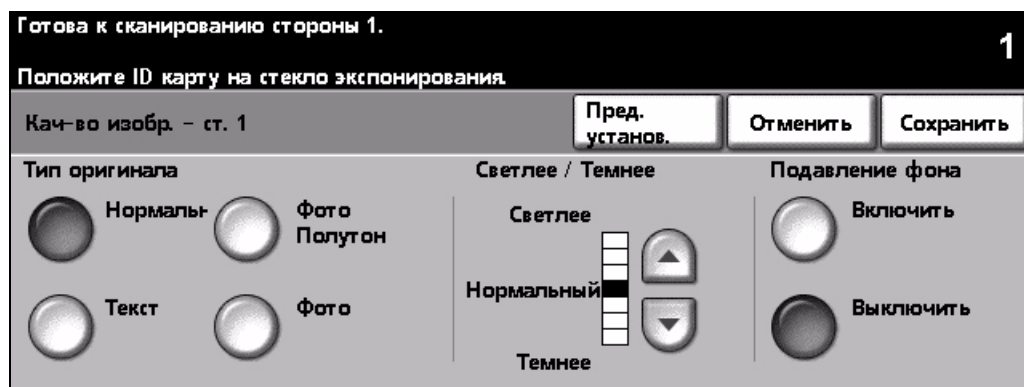 Готова к сканированию стороны 1.
1
Положите ID карту на стекло экспонирования.
Кач-во изобр. - ст. 1
Пред.
установ.
Отменить
Сохранить
Тип оригинала
Светлее / Темнее
Подавление фона
Нормальн
Фото
Полутон
Светлее
Включить
Текст
Фото
Нормальный
Выключить
Темнее